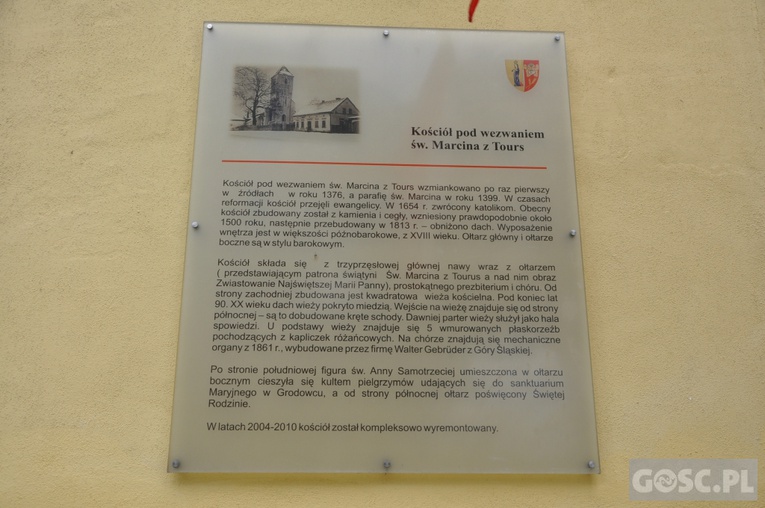 Kościół pod wezwaniem
św. Marcina z Tours
Kościół pod wezwaniem św. Marcina z Tours wzmiankowano po raz pierwszy
w źródłach w roku 1376, a parafię św. Marcina w roku 1399. W czasach
reformacji kościół przejęli ewangelicy. W 1654 r. zwrócony katolikom. Obecny
kościół zbudowany został z kamienia i cegły, wzniesiony prawdopodobnie około
1500 roku, następnie przebudowany w 1813 r. – obniżono dach. Wyposażenie
wnętrza jest w większości późnobarokowe, z XVIII wieku. Ołtarz główny i ołtarze
boczne są w stylu barokowym.
Kościół składa się z trzyprzęsłowej głównej nawy wraz z ołtarzem
( przedstawiającym patrona świątyni Św. Marcina z Tourus a nad nim obraz
Zwiastowanie Najświętszej Marii Panny), prostokątnego prezbiterium i chóru. Od
strony zachodniej zbudowana jest kwadratowa wieża kościelna. Pod koniec lat
90. XX wieku dach wieży pokryto miedzią. Wejście na wieżę znajduje się od strony
północnej – są to dobudowane kręte schody. Dawniej parter wieży służył jako hala
spowiedzi. U podstawy wieży znajduje się 5 wmurowanych płaskorzeźb
pochodzących z kapliczek różańcowych. Na chórze znajdują się mechaniczne
organy z 1861 r., wybudowane przez firmę Walter Gebrüder z Góry Śląskiej.
Po stronie południowej figura św. Anny Samotrzeciej umieszczona w ołtarzu
bocznym cieszyła się kultem pielgrzymów udających się do sanktuarium
Maryjnego w Grodowcu, a od strony północnej ołtarz poświęcony Świętej
Rodzinie.
W latach 2004-2010 kościół został kompleksowo wyremontowany.
GOSC.PL